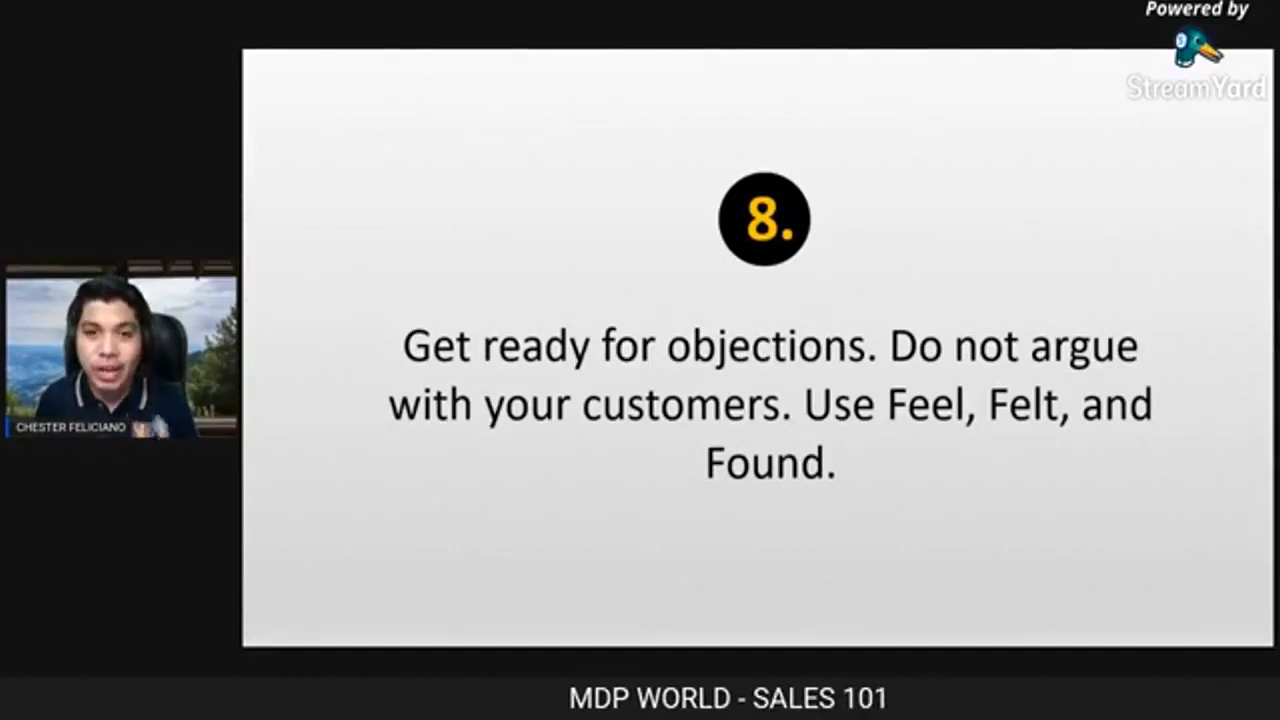 Powered by
StreamYard
8.
Get ready for objections. Do not argue
with your customers. Use Feel, Felt, and
Found.
CHESTER FELICIANO
MDP WORLD - SALES 101